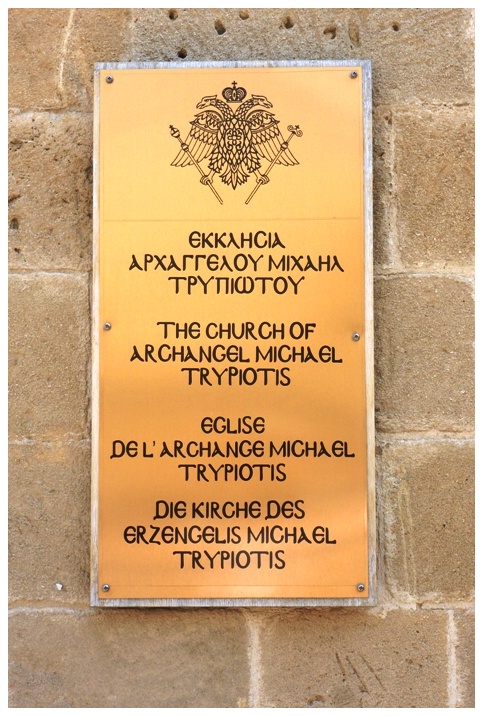 ΕΚΚΛΗCΙΑ
ΑΡΧΑΓΓΕΛΟΥ ΜΙΧΑΗΛ
ΤΡΥΠΙΩΤΟΥ
THE CHURCH OF
ARCHANGEL MICHAEL
TRYPIOTIS
EGLISE
DE L'ARCHANGE MICHAEL
TRYPIOTIS
DIE KIRCHE DES
ERZENGELIS MICHAEL
TRYPIOTIS